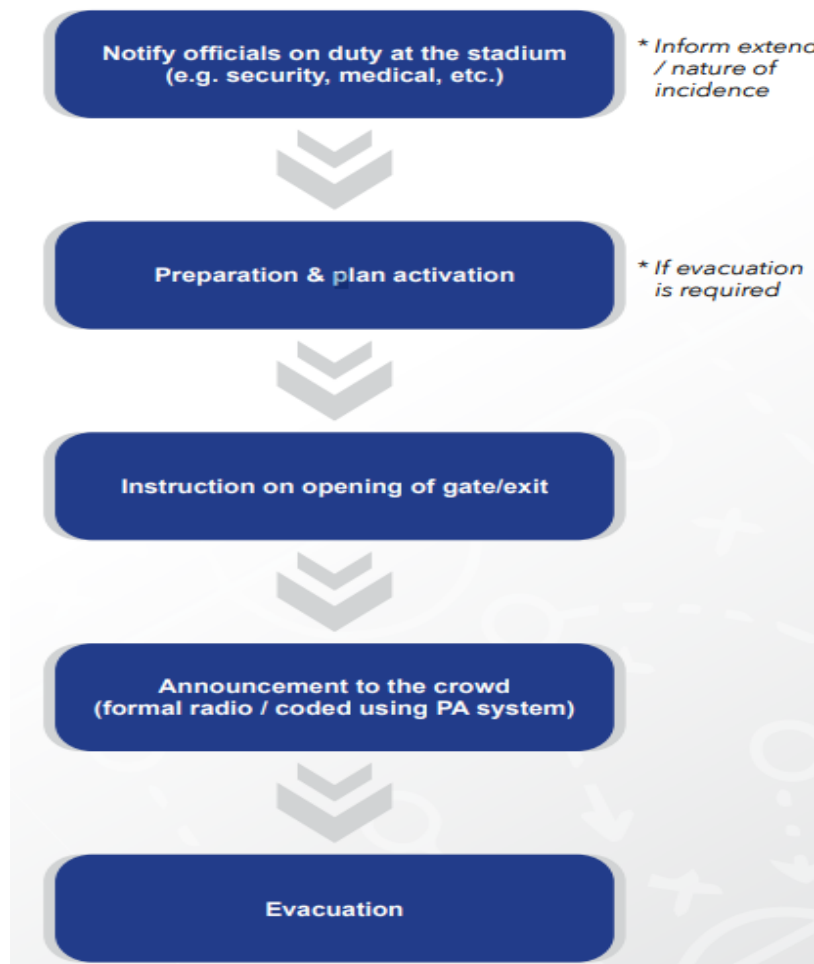 Notify officials on duty at the stadium
(e.g. security, medical, etc.)
* Inform extend
/ nature of
incidence
Preparation & plan activation
* If evacuation
is required
Instruction on opening of gate/exit
Announcement to the crowd
(formal radio / coded using PA system)
Evacuation